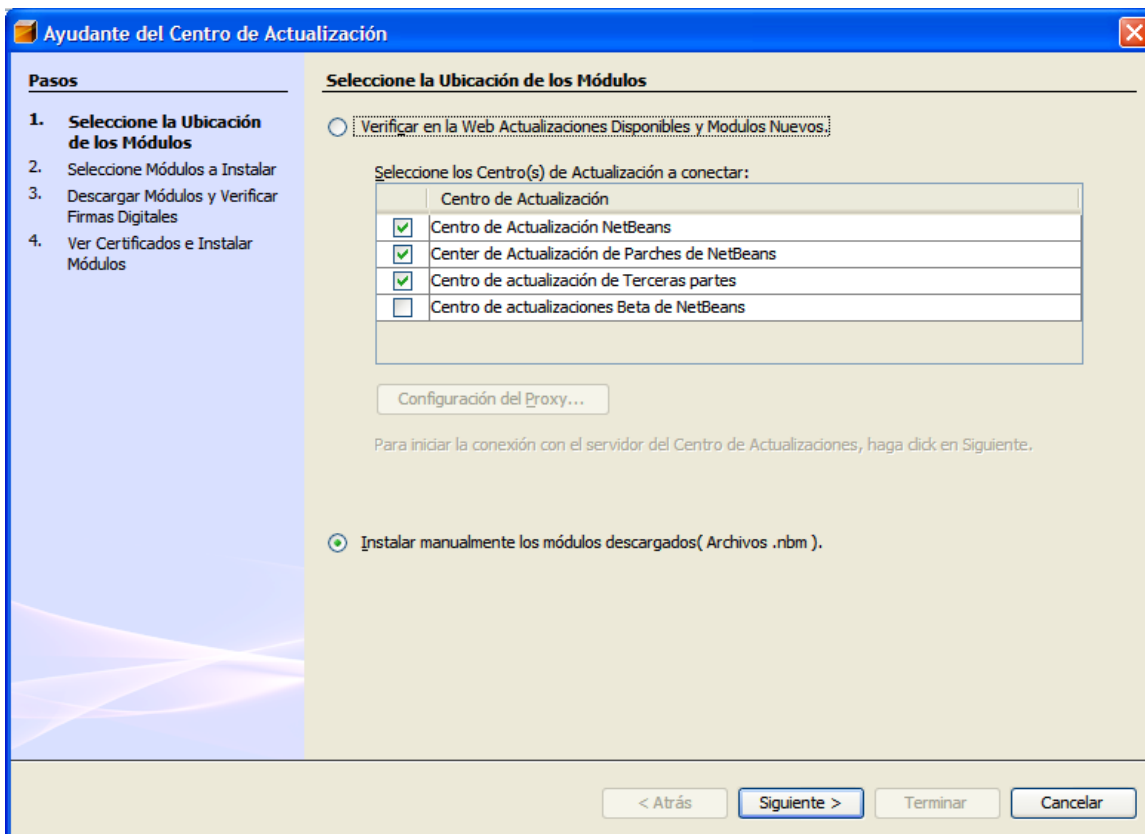 Ayudante del Centro de Actualización
Pasos
1. Seleccione la Ubicación
de los Módulos
2. Seleccione Módulos a Instalar
3. Descargar Módulos y Verificar
Firmas Digitales
4. Ver Certificados e Instalar
Módulos
Seleccione la Ubicación de los Módulos
Verificar en la Web Actualizaciones Disponibles y Modulos Nuevos.
Seleccione los Centro(s) de Actualización a conectar:
Centro de Actualización
Centro de Actualización NetBeans
Center de Actualización de Parches de NetBeans
Centro de actualización de Terceras partes
Centro de actualizaciones Beta de NetBeans
Configuración del Proxy...
Para iniciar la conexión con el servidor del Centro de Actualizaciones, haga click en Siguiente.
Instalar manualmente los módulos descargados( Archivos .nbm ).
< Atrás
Siguiente >
Terminar
Cancelar